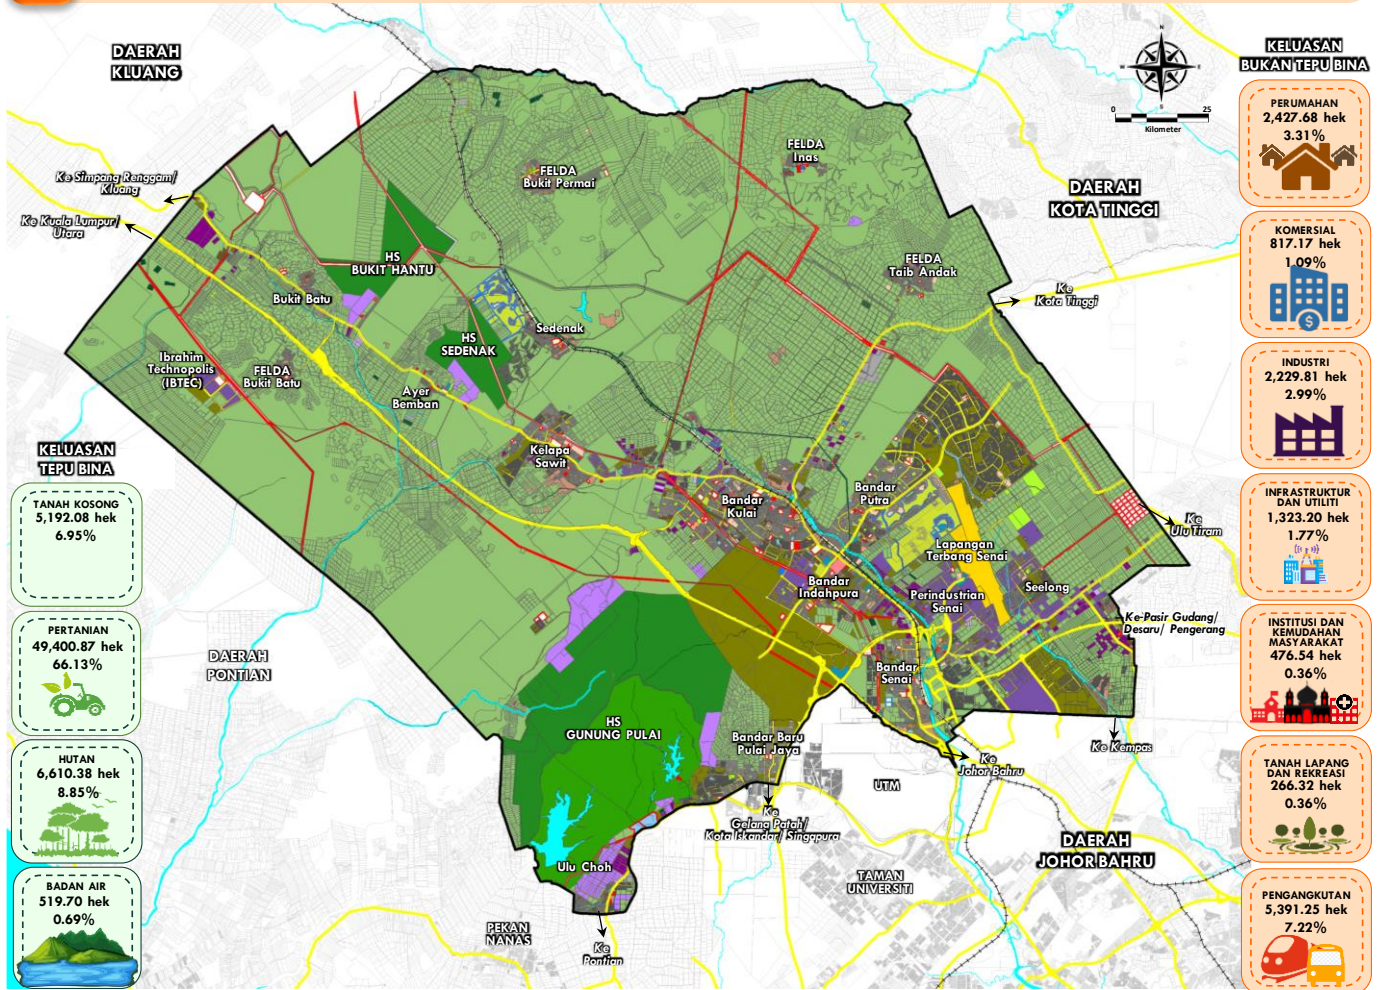 DAERAH
KLUANG
Ke Simpang Renggam/
Kluang
Ke Kuala Lumpur/
Utara
FELDA
Bukit Permai
FELDA
Inas
N
W
E
S
0
25
Kilometer
DAERAH
KOTA TINGGI
HS
BUKIT HANTU
FELDA
Taib Andak
Ke
Kota Tinggi
Bukit Batu
Sedenak
HS
SEDENAK
Ibrahim
Technopolis
(IBTEC)
FELDA
Bukit Batu
Ayer
Bemban
Kelapa
Sawit
Bandar
Kulai
Bandar
Putra
Ke
Ulu Tiram
Lapangan
Terbang Senai
Bandar
Indahpura
Perindustrian
Senai
Seelong
Ke-Pasir Gudang/
Desaru/ Pengerang
DAERAH
PONTIAN
Bandar
Senai
HS
GUNUNG PULAI
Bandar Baru
Pulai Jaya
Ke Kempas
Ke
Johor Bahru
UTM
Ke
Gelang Patah/
Kota Iskandar/ Singapura
DAERAH
JOHOR BAHRU
Ulu Choh
TAMAN
UNIVERSITI
PEKAN
NANAS
Ke
Pontian
KELUASAN
TEPU BINA
TANAH KOSONG
5,192.08 hek
6.95%
PERTANIAN
49,400.87 hek
66.13%
HUTAN
6,610.38 hek
8.85%
BADAN AIR
519.70 hek
0.69%
KELUASAN
BUKAN TEPU BINA
PERUMAHAN
2,427.68 hek
3.31%
KOMERSIAL
817.17 hek
1.09%
$
INDUSTRI
2,229.81 hek
2.99%
INFRASTRUKTUR
DAN UTILITI
1,323.20 hek
1.77%
INSTITUSI DAN
KEMUDAHAN
MASYARAKAT
476.54 hek
0.36%
TANAH LAPANG
DAN REKREASI
266.32 hek
0.36%
PENGANGKUTAN
5,391.25 hek
7.22%